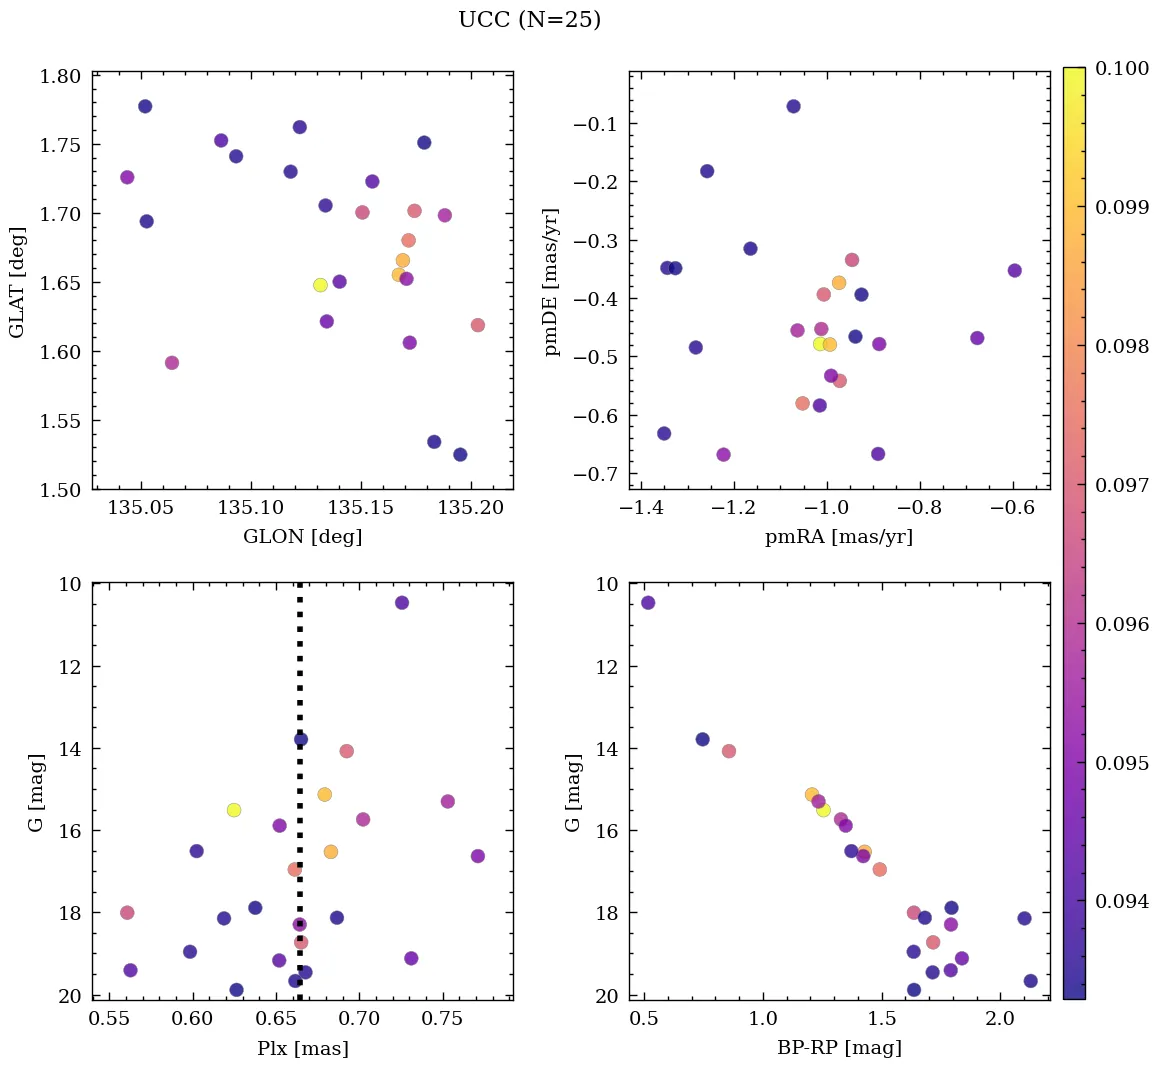 UCC (N=25)
1.80
1.75
1.70
1.65
1.60
1.55
1.50
GLAT [deg]
135.05 135.10 135.15 135.20
GLON [deg]
−0.1
−0.2
−0.3
−0.4
−0.5
−0.6
−0.7
pmDE [mas/yr]
−1.4 −1.2 −1.0 −0.8 −0.6
pmRA [mas/yr]
10
12
14
16
18
20
G [mag]
0.55 0.60 0.65 0.70 0.75
Plx [mas]
10
12
14
16
18
20
G [mag]
0.5 1.0 1.5 2.0
BP-RP [mag]
0.100
0.099
0.098
0.097
0.096
0.095
0.094